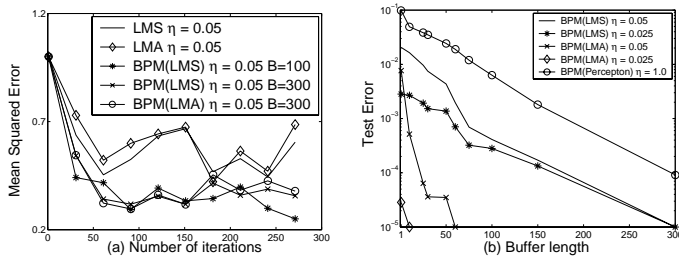 1.2
0.7
0.2
Mean Squared Error
LMS η = 0.05
LMA η = 0.05
BPM(LMS) η = 0.05 B=100
BPM(LMS) η = 0.05 B=300
BPM(LMA) η = 0.05 B=300
0 50 100 150 200 250 300
(a) Number of iterations
10⁻¹
10⁻²
10⁻³
10⁻⁴
10⁻⁵
Test Error
BPM(LMS) η = 0.05
BPM(LMS) η = 0.025
BPM(LMA) η = 0.05
BPM(LMA) η = 0.025
BPM(Percepton) η = 1.0
1 50 100 150 200 250 300
(b) Buffer length